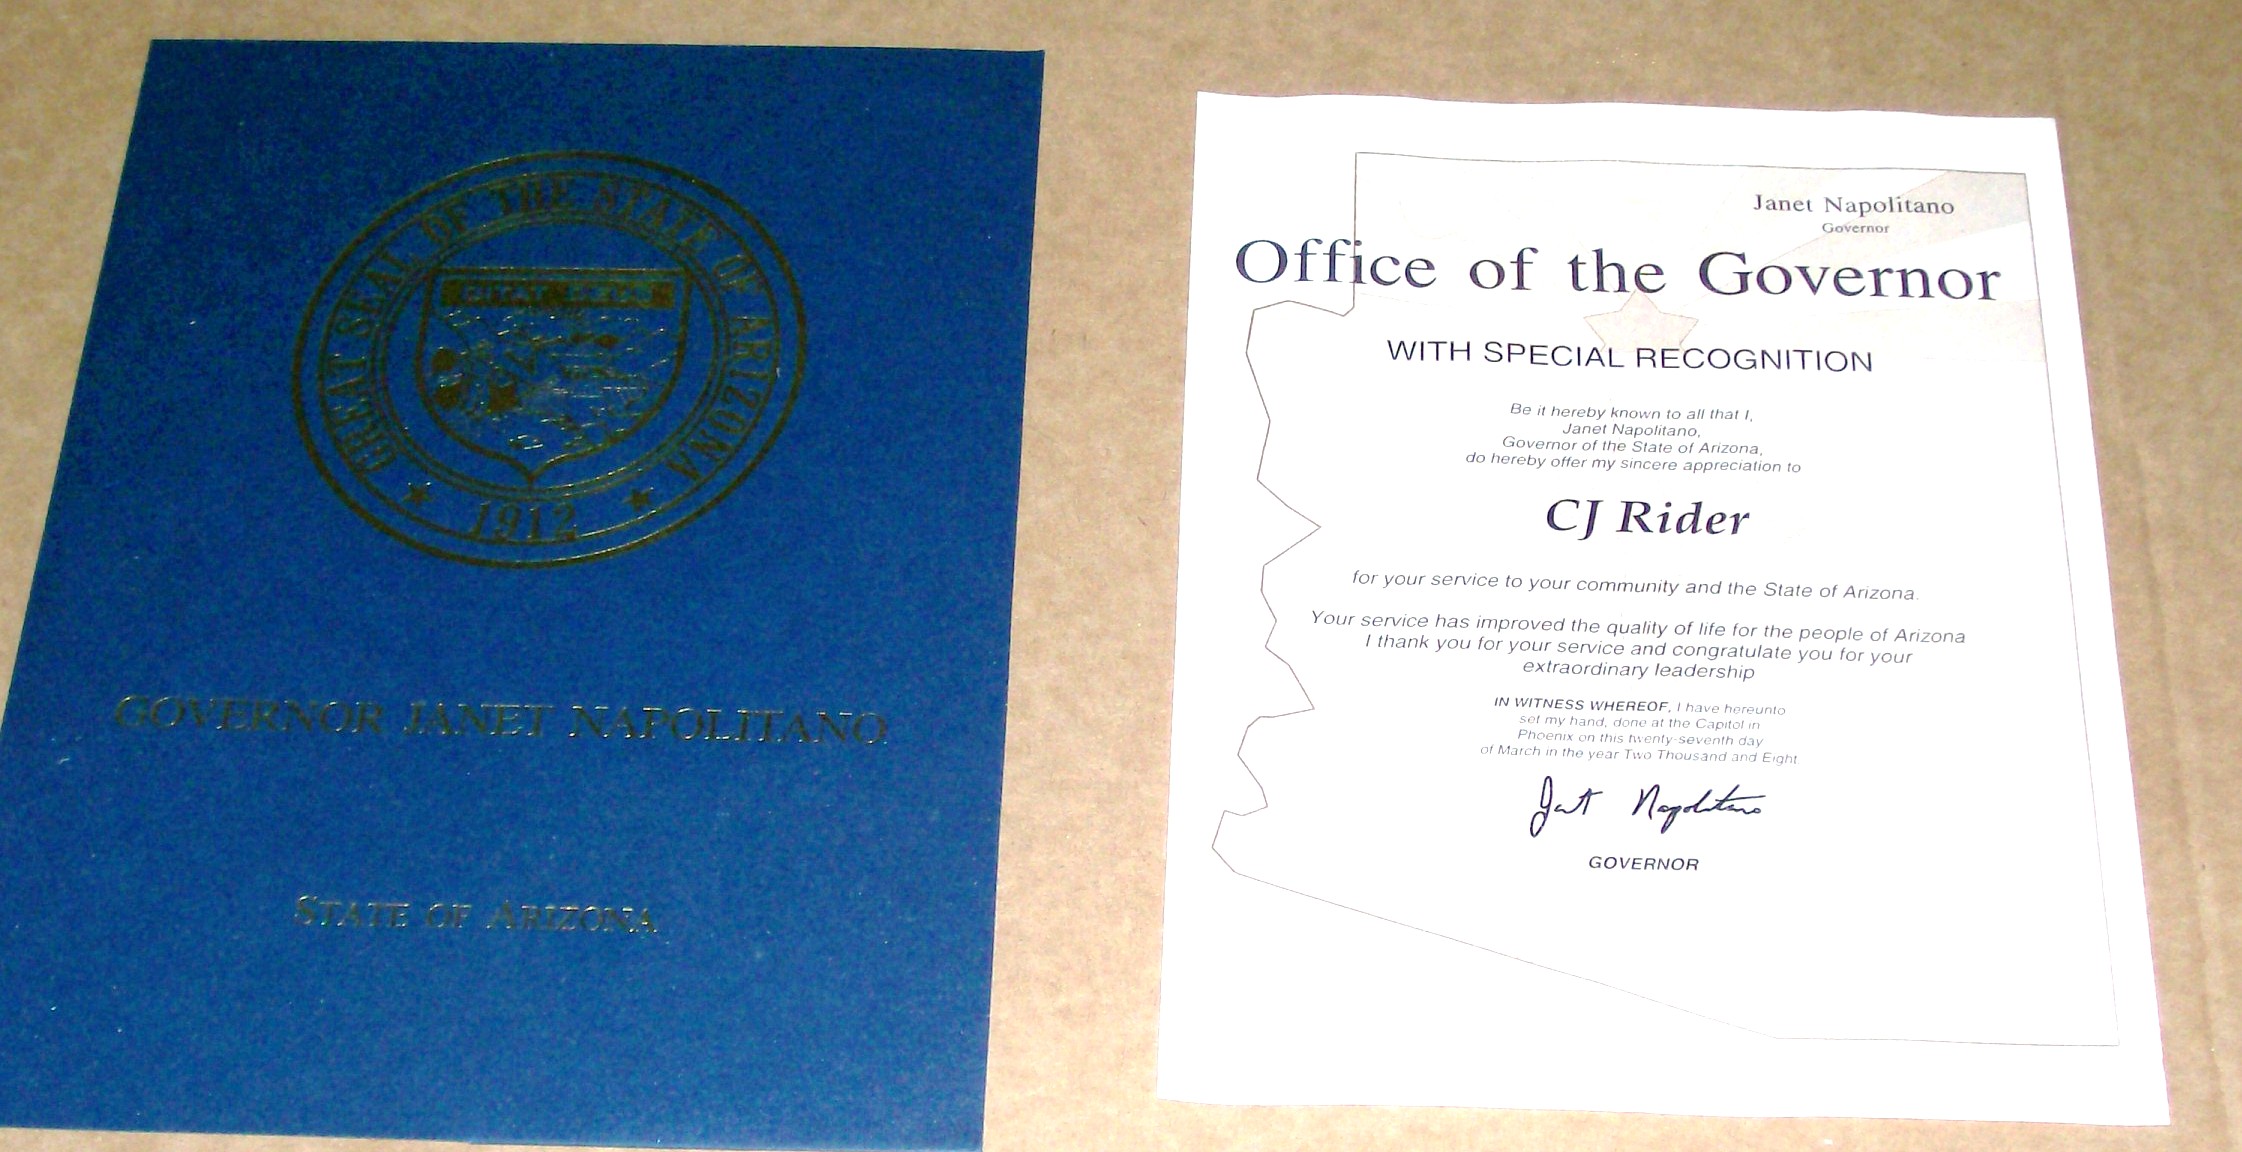 GREAT SEAL OF THE STATE OF ARIZONA
DITAT DEUS
1912
GOVERNOR JANET NAPOLITANO
STATE OF ARIZONA
Janet Napolitano
Governor
Office of the Governor
WITH SPECIAL RECOGNITION
Be it hereby known to all that I,
Janet Napolitano,
Governor of the State of Arizona,
do hereby offer my sincere appreciation to
CJ Rider
for your service to your community and the State of Arizona.
Your service has improved the quality of life for the people of Arizona
I thank you for your service and congratulate you for your
extraordinary leadership
IN WITNESS WHEREOF, I have hereunto
set my hand, done at the Capitol in
Phoenix on this twenty-seventh day
of March in the year Two Thousand and Eight
Janet Napolitano
GOVERNOR